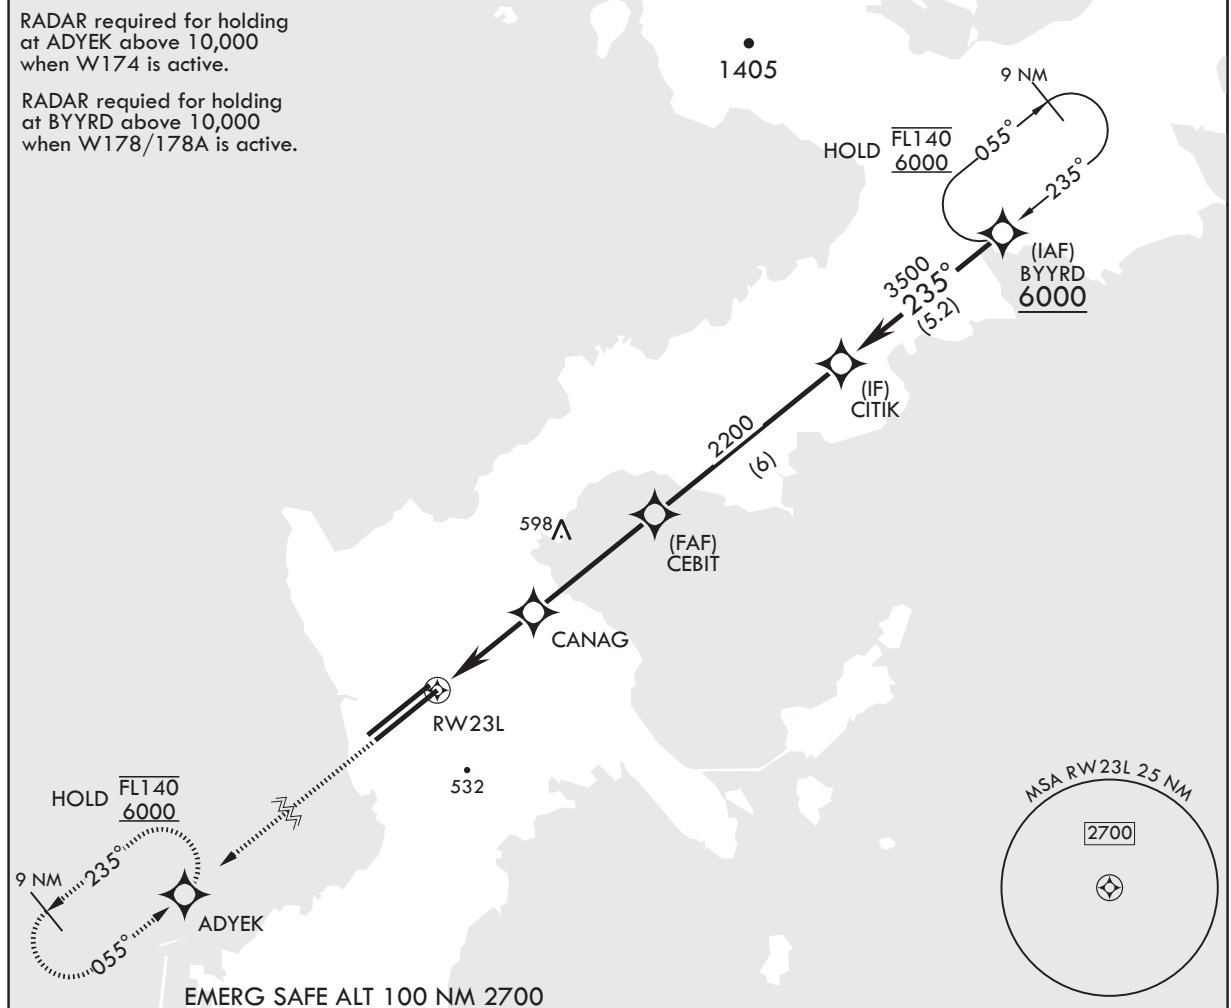 RADAR required for holding
at ADYEK above 10,000
when W174 is active.
RADAR requied for holding
at BYYRD above 10,000
when W178/178A is active.
1405
9 NM
HOLD FL140
6000
055°
235°
(IAF)
BYYRD
6000
3500
235°
(5.2)
(IF)
CITIK
2200
(6)
598
(FAF)
CEBIT
CANAG
RW23L
532
HOLD FL140
6000
9 NM
235°
055°
ADYEK
MSA RW23L 25 NM
2700
EMERG SAFE ALT 100 NM 2700